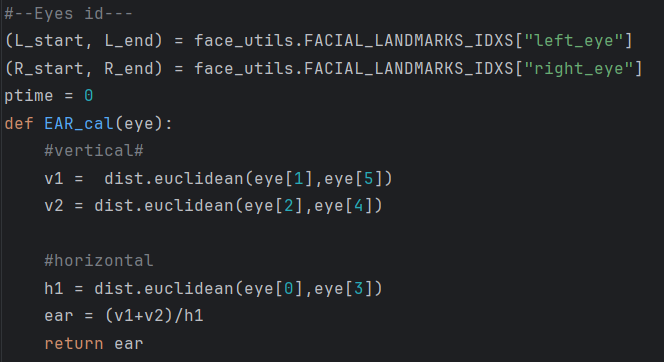 #--Eyes id---
(L_start, L_end) = face_utils.FACIAL_LANDMARKS_IDXS["left_eye"]
(R_start, R_end) = face_utils.FACIAL_LANDMARKS_IDXS["right_eye"]
ptime = 0
def EAR_cal(eye):
    #vertical#
    v1 =  dist.euclidean(eye[1],eye[5])
    v2 = dist.euclidean(eye[2],eye[4])

    #horizontal
    h1 = dist.euclidean(eye[0],eye[3])
    ear = (v1+v2)/h1
    return ear